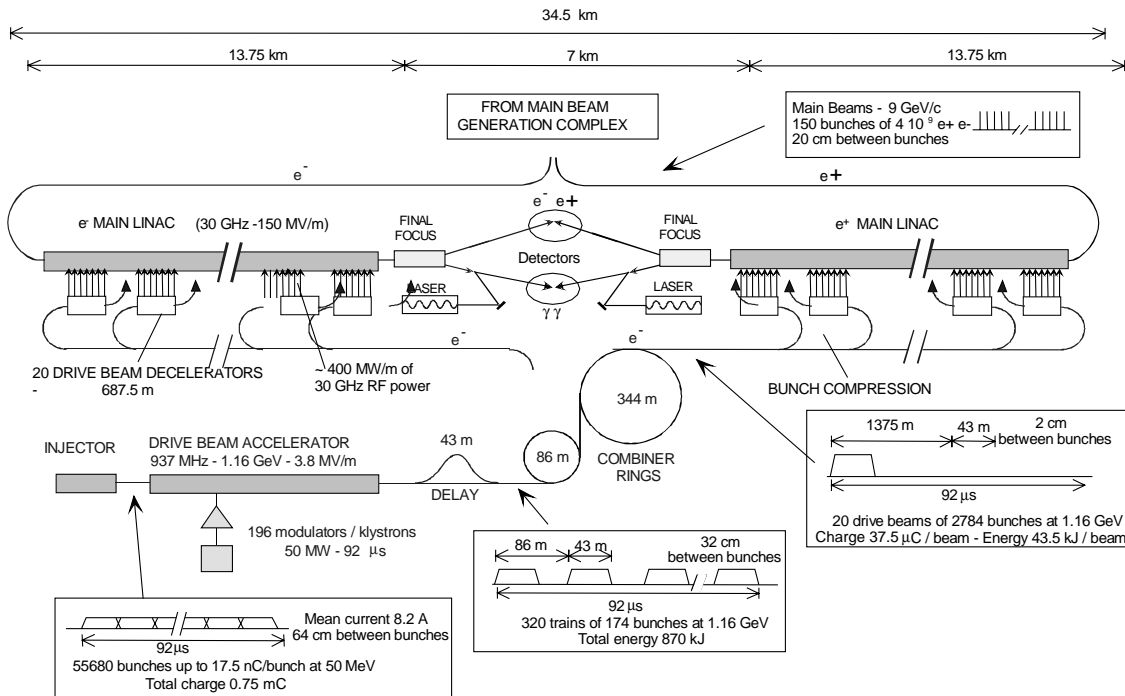 34.5 km
13.75 km
7 km
13.75 km
FROM MAIN BEAM
GENERATION COMPLEX
Main Beams - 9 GeV/c
150 bunches of 4 10 ⁹ e+ e-
20 cm between bunches
e⁻
e+
e⁻ MAIN LINAC
(30 GHz -150 MV/m)
FINAL
FOCUS
e⁻ e+
Detectors
FINAL
FOCUS
e⁺ MAIN LINAC
LASER
γ γ
LASER
e⁻
e⁻
20 DRIVE BEAM DECELERATORS
-
687.5 m
~ 400 MW/m of
30 GHz RF power
BUNCH COMPRESSION
344 m
86 m
COMBINER
RINGS
INJECTOR
DRIVE BEAM ACCELERATOR
937 MHz - 1.16 GeV - 3.8 MV/m
43 m
DELAY
196 modulators / klystrons
50 MW - 92 μs
1375 m
43 m
2 cm
between bunches
92 μs
20 drive beams of 2784 bunches at 1.16 GeV
Charge 37.5 μC / beam - Energy 43.5 kJ / beam
86 m
43 m
32 cm
between bunches
92 μs
320 trains of 174 bunches at 1.16 GeV
Total energy 870 kJ
Mean current 8.2 A
64 cm between bunches
92 μs
55680 bunches up to 17.5 nC/bunch at 50 MeV
Total charge 0.75 mC